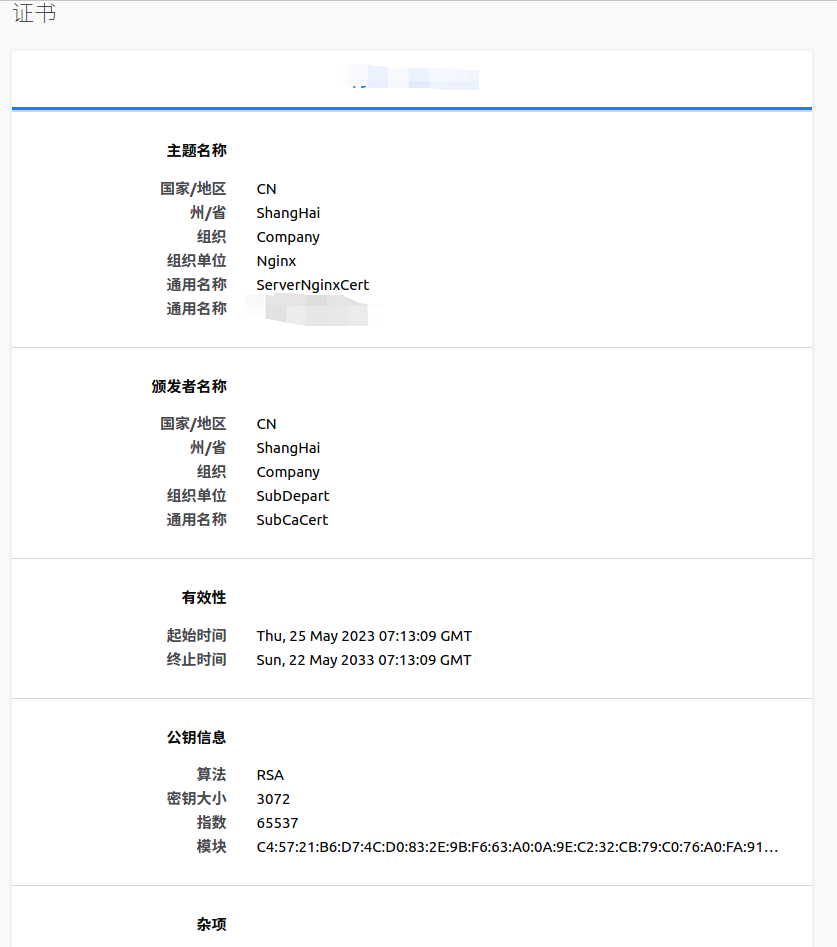 证书
主题名称
国家/地区 CN
州/省 ShangHai
组织 Company
组织单位 Nginx
通用名称 ServerNginxCert
通用名称
颁发者名称
国家/地区 CN
州/省 ShangHai
组织 Company
组织单位 SubDepart
通用名称 SubCaCert
有效性
起始时间 Thu, 25 May 2023 07:13:09 GMT
终止时间 Sun, 22 May 2033 07:13:09 GMT
公钥信息
算法 RSA
密钥大小 3072
指数 65537
模块 C4:57:21:B6:D7:4C:D0:83:2E:9B:F6:63:A0:0A:9E:C2:32:CB:79:C0:76:A0:FA:91…
杂项